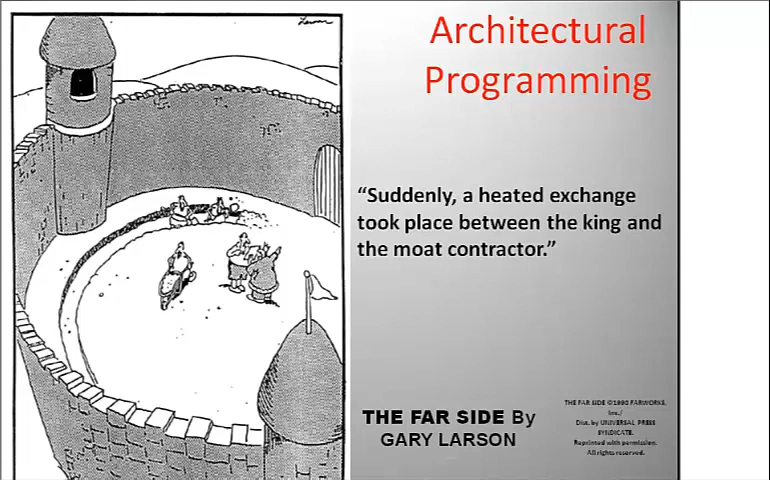 Larson
Architectural
Programming
“Suddenly, a heated exchange
took place between the king and
the moat contractor.”
THE FAR SIDE By
GARY LARSON
THE FAR SIDE ©1990 FARWORKS,
Inc./
Dist. by UNIVERSAL PRESS
SYNDICATE.
Reprinted with permission.
All rights reserved.